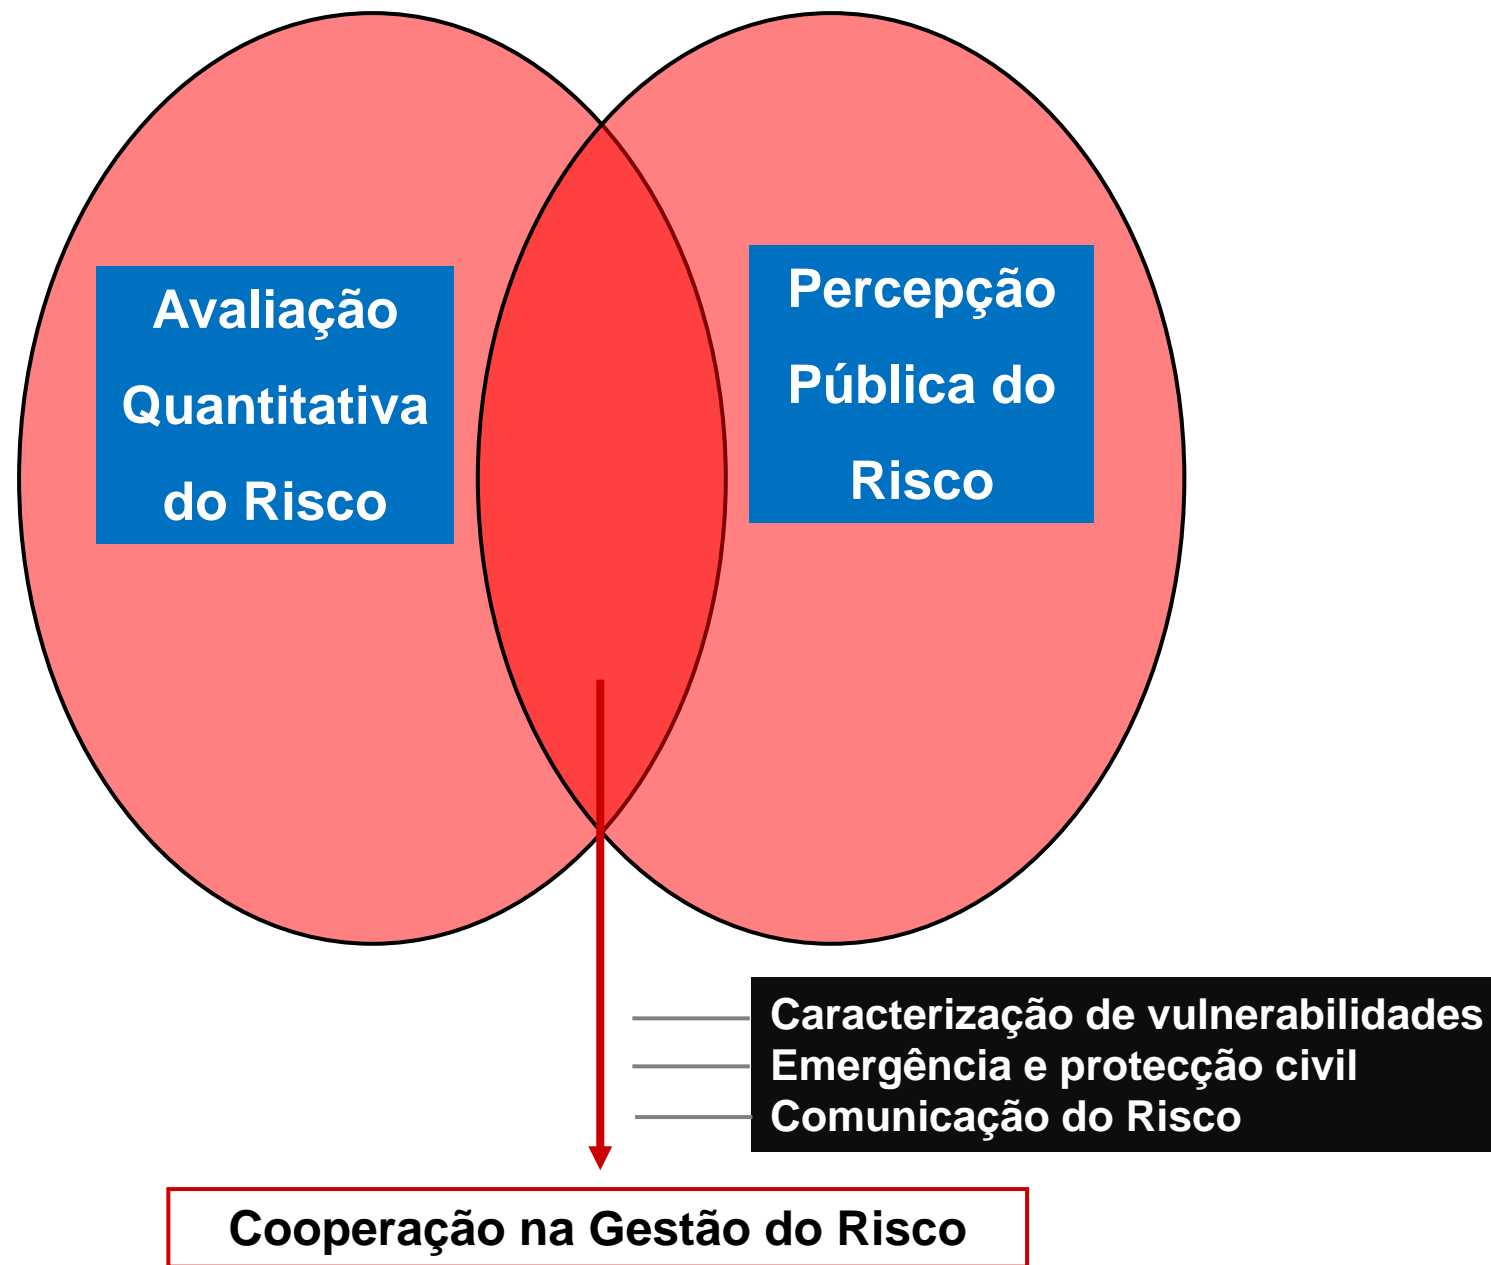 Avaliação
Quantitativa
do Risco
Percepção
Pública do
Risco
Caracterização de vulnerabilidades
Emergência e protecção civil
Comunicação do Risco
Cooperação na Gestão do Risco